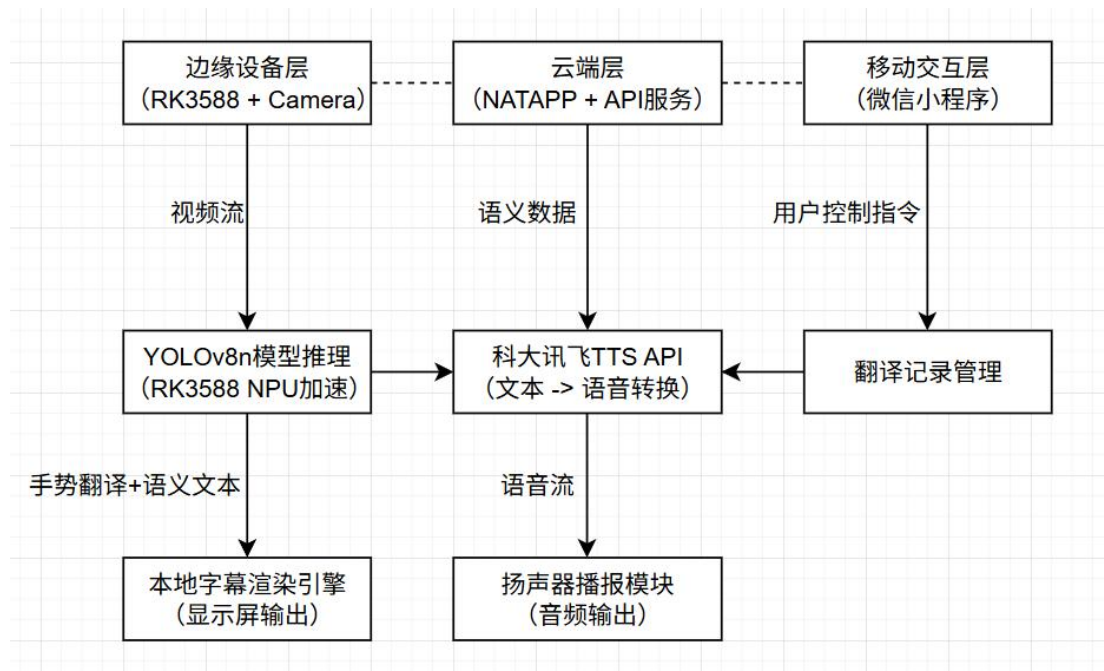 边缘设备层
（RK3588 + Camera）
云端层
（NATAPP + API服务）
移动交互层
（微信小程序）
视频流
语义数据
用户控制指令
YOLOv8n模型推理
（RK3588 NPU加速）
科大讯飞TTS API
（文本 -> 语音转换）
翻译记录管理
手势翻译+语义文本
语音流
本地字幕渲染引擎
（显示屏输出）
扬声器播报模块
（音频输出）